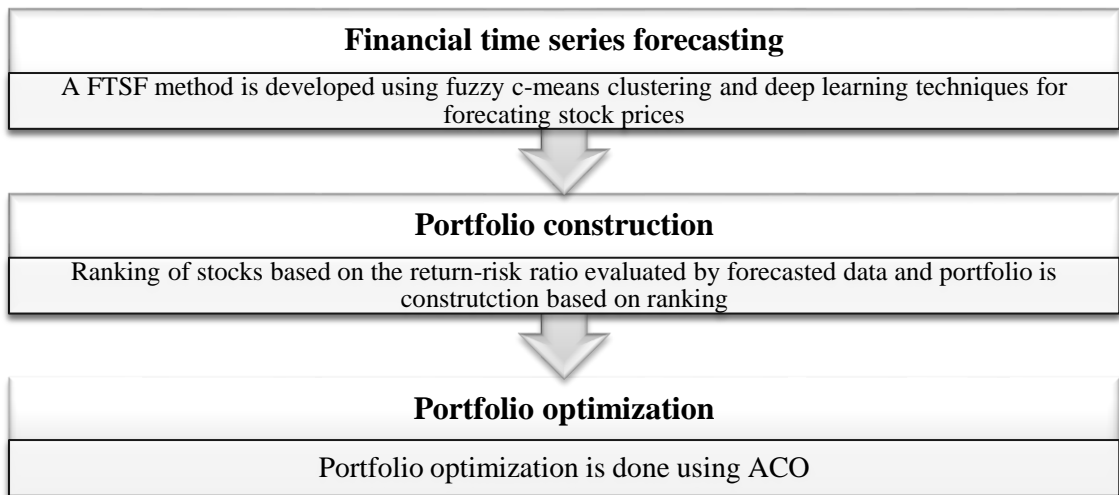 Financial time series forecasting
A FTSF method is developed using fuzzy c-means clustering and deep learning techniques for
forecating stock prices
Portfolio construction
Ranking of stocks based on the return-risk ratio evaluated by forecasted data and portfolio is
construtction based on ranking
Portfolio optimization
Portfolio optimization is done using ACO